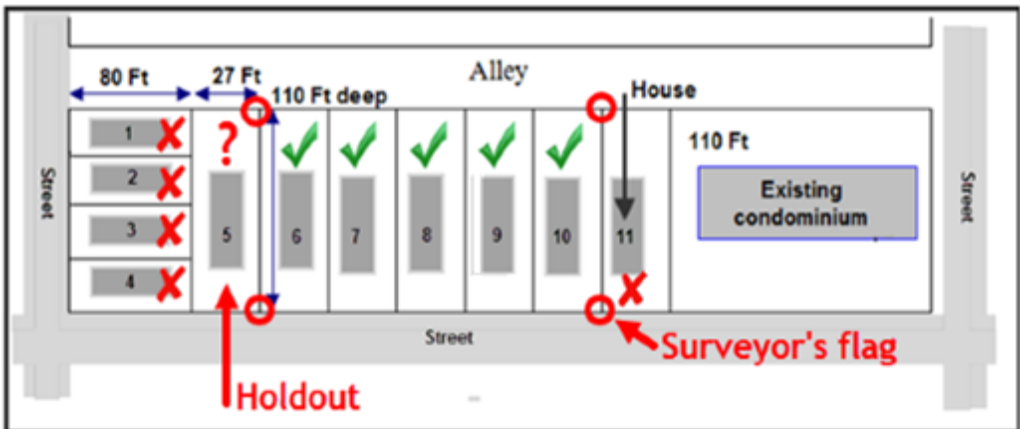 Alley
80 Ft
27 Ft
110 Ft deep
House
1
2
3
4
?
5
6
7
8
9
10
11
110 Ft
Existing
condominium
Street
Street
Street
Surveyor's flag
Holdout